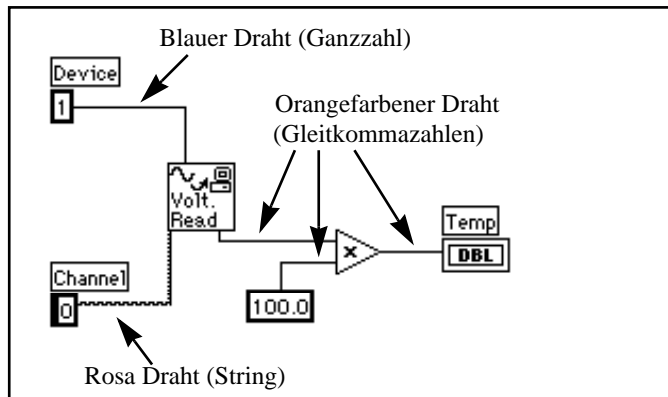 Blauer Draht (Ganzzahl)
Device
1
Orangefarbener Draht
(Gleitkommazahlen)
Volt.
Read
Temp
x
DBL
Channel
0
100.0
Rosa Draht (String)